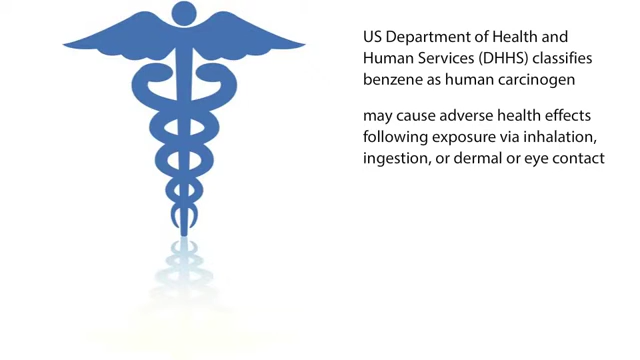 US Department of Health and
Human Services (DHHS) classifies
benzene as human carcinogen
may cause adverse health effects
following exposure via inhalation,
ingestion, or dermal or eye contact